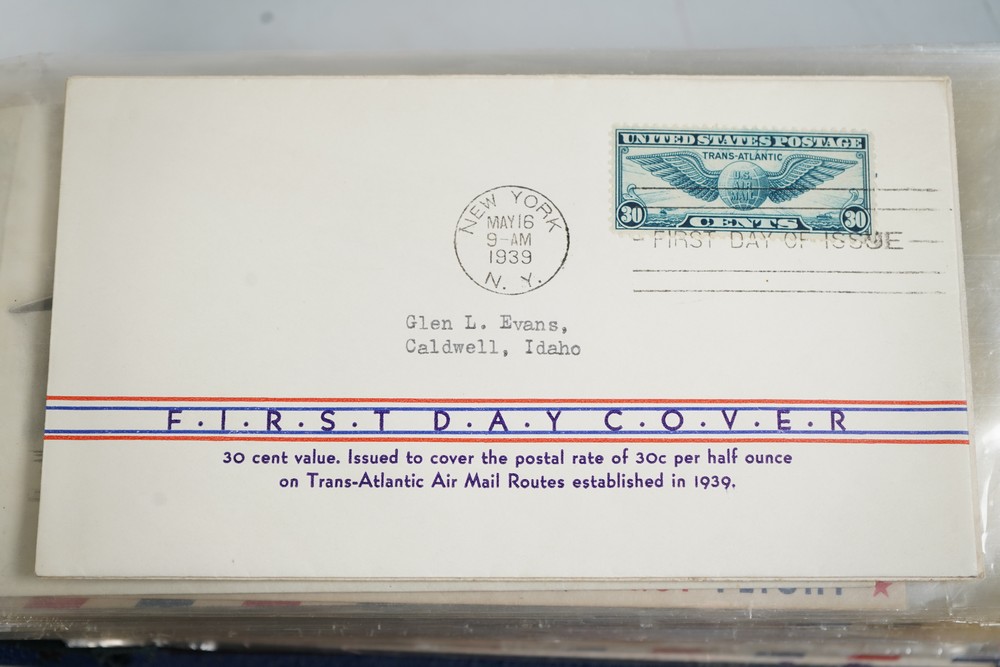 UNITED STATES POSTAGE
TRANS-ATLANTIC
U.S.
AIR
MAIL
30 CENTS 30
NEW YORK
MAY 16
9-AM
1939
N. Y.
FIRST DAY OF ISSUE
Glen L. Evans,
Caldwell, Idaho
F·I·R·S·T D·A·Y C·O·V·E·R
30 cent value. Issued to cover the postal rate of 30c per half ounce
on Trans-Atlantic Air Mail Routes established in 1939.
FLIGHT